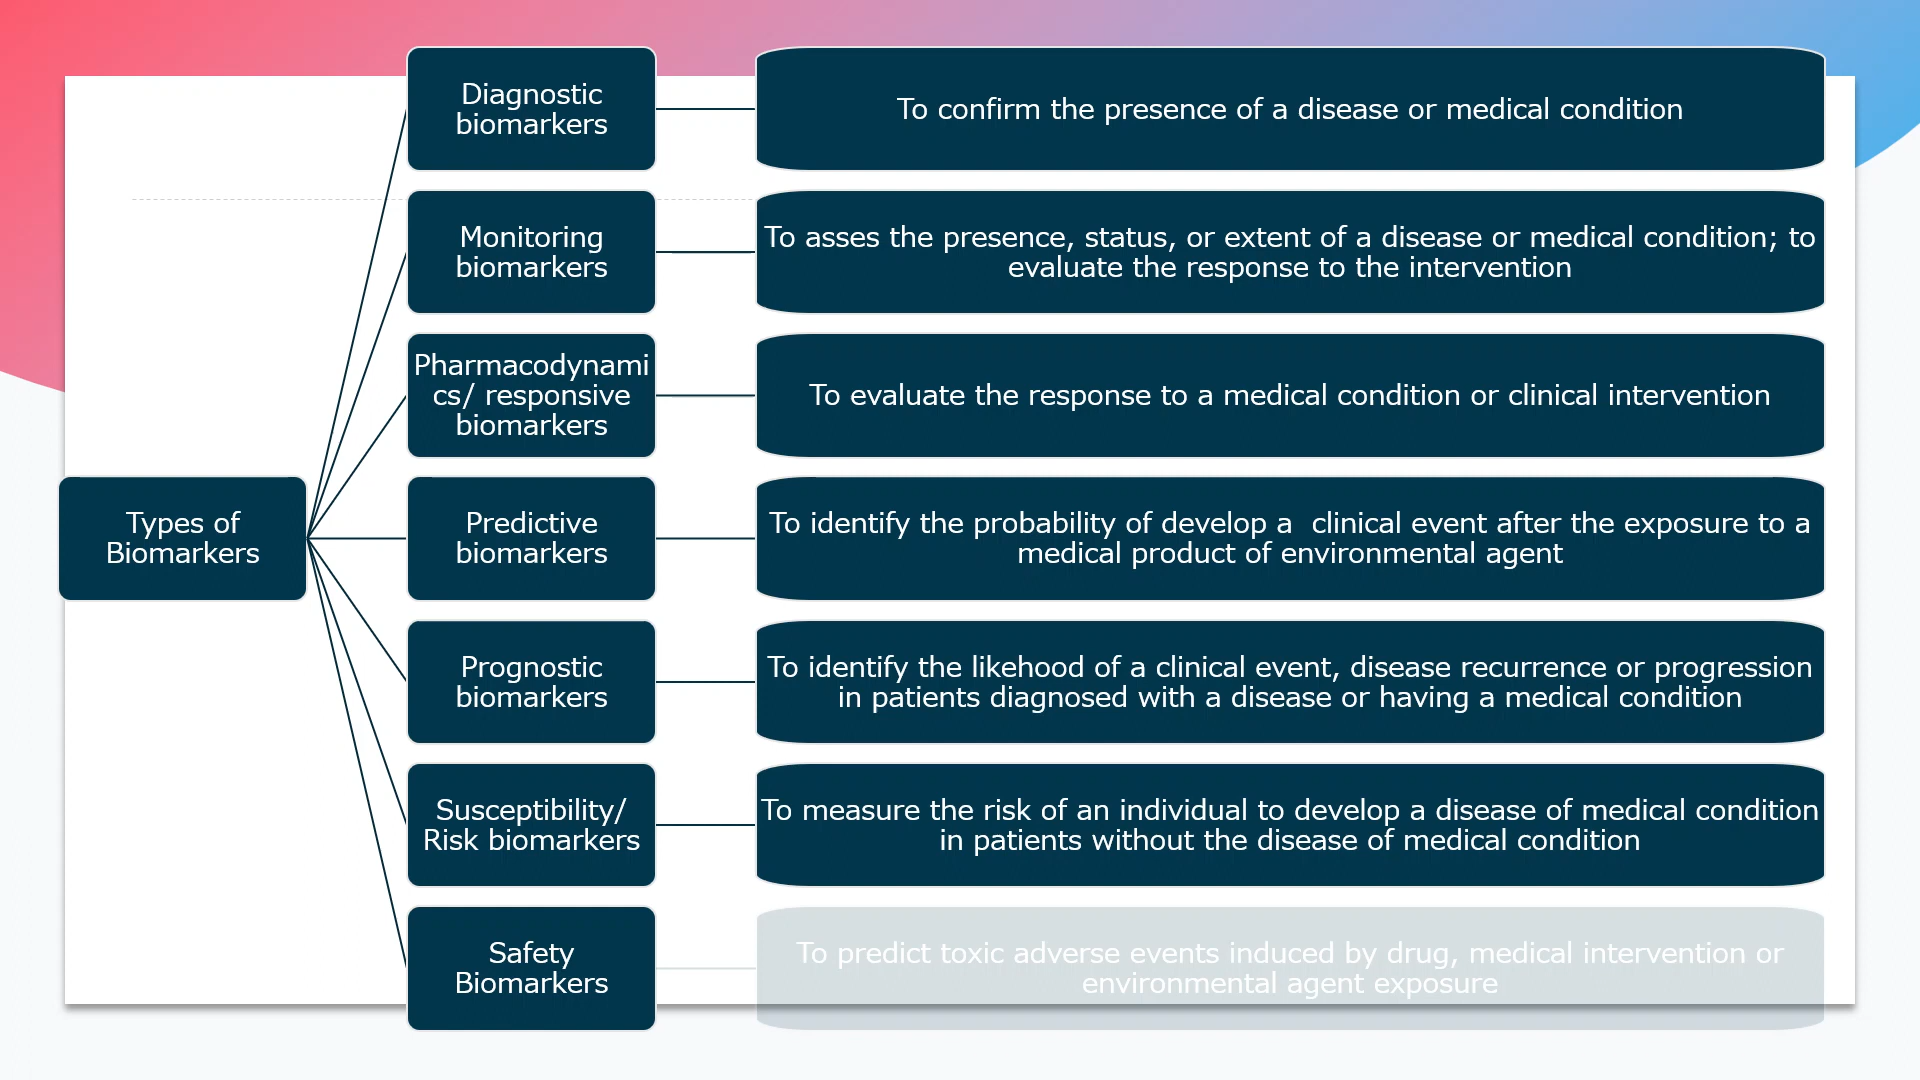 Types of
Biomarkers
Diagnostic
biomarkers
To confirm the presence of a disease or medical condition
Monitoring
biomarkers
To asses the presence, status, or extent of a disease or medical condition; to
evaluate the response to the intervention
Pharmacodynami
cs/ responsive
biomarkers
To evaluate the response to a medical condition or clinical intervention
Predictive
biomarkers
To identify the probability of develop a  clinical event after the exposure to a
medical product of environmental agent
Prognostic
biomarkers
To identify the likehood of a clinical event, disease recurrence or progression
in patients diagnosed with a disease or having a medical condition
Susceptibility/
Risk biomarkers
To measure the risk of an individual to develop a disease of medical condition
in patients without the disease of medical condition
Safety
Biomarkers
To predict toxic adverse events induced by drug, medical intervention or
environmental agent exposure